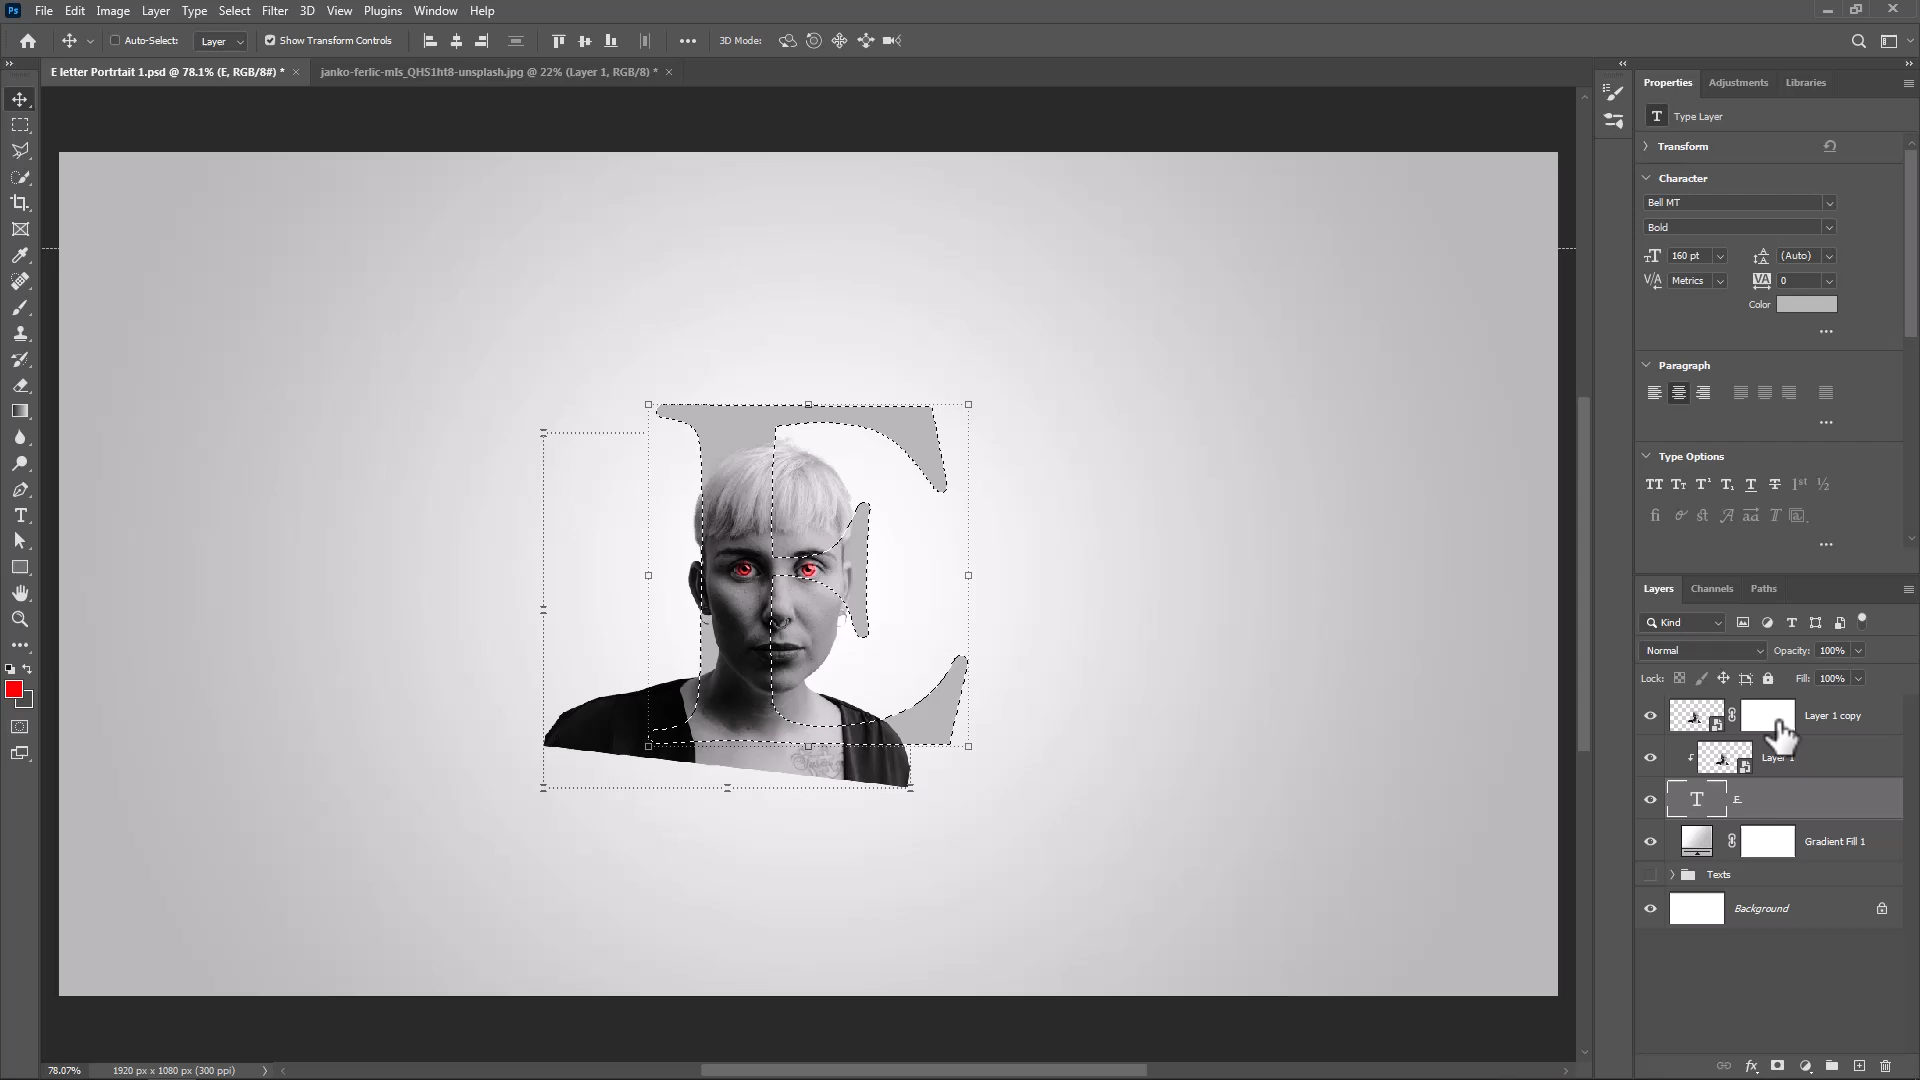 Ps File Edit Image Layer Type Select Filter 3D View Plugins Window Help
Auto-Select: Layer Show Transform Controls 3D Mode:
E letter Portrtait 1.psd @ 78.1% (E, RGB/8#) * × janko-ferlic-mls_QHS1ht8-unsplash.jpg @ 22% (Layer 1, RGB/8) * ×
Properties Adjustments Libraries
T Type Layer
Transform
Character
Bell MT
Bold
160 pt (Auto)
Metrics 0
Color
Paragraph
Type Options
Layers Channels Paths
Kind
Normal Opacity: 100%
Lock: Fill: 100%
Layer 1 copy
Layer 1
T E
Gradient Fill 1
Texts
Background
78.07% 1920 px x 1080 px (300 ppi)